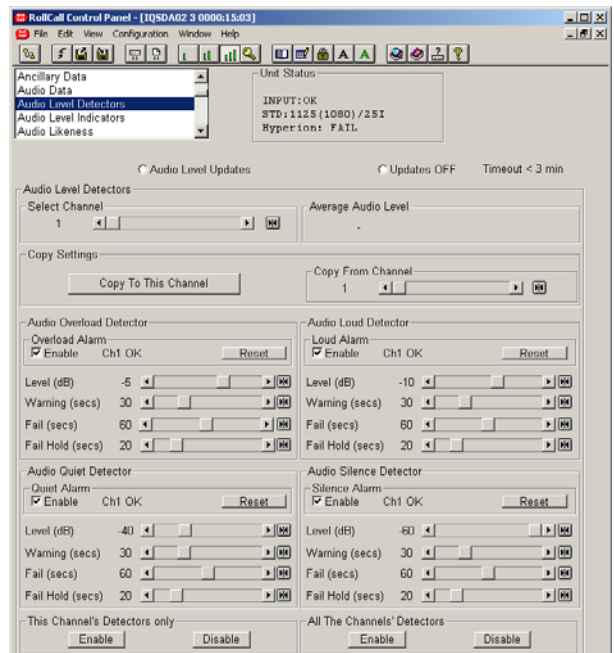 RollCall Control Panel - [IQSDA02 3 0000:15:03]
File Edit View Configuration Window Help
Ancillary Data
Audio Data
Audio Level Detectors
Audio Level Indicators
Audio Likeness
Unit Status
INPUT:OK
STD:1125(1080)/25I
Hyperion: FAIL
Audio Level Updates
Updates OFF
Timeout < 3 min
Audio Level Detectors
Select Channel
1
Average Audio Level
-
Copy Settings
Copy To This Channel
Copy From Channel
1
Audio Overload Detector
Overload Alarm
Enable Ch1 OK Reset
Level (dB) -5
Warning (secs) 30
Fail (secs) 60
Fail Hold (secs) 20
Audio Loud Detector
Loud Alarm
Enable Ch1 OK Reset
Level (dB) -10
Warning (secs) 30
Fail (secs) 60
Fail Hold (secs) 20
Audio Quiet Detector
Quiet Alarm
Enable Ch1 OK Reset
Level (dB) -40
Warning (secs) 30
Fail (secs) 60
Fail Hold (secs) 20
Audio Silence Detector
Silence Alarm
Enable Ch1 OK Reset
Level (dB) -60
Warning (secs) 30
Fail (secs) 60
Fail Hold (secs) 20
This Channel's Detectors only
Enable Disable
All The Channels' Detectors
Enable Disable